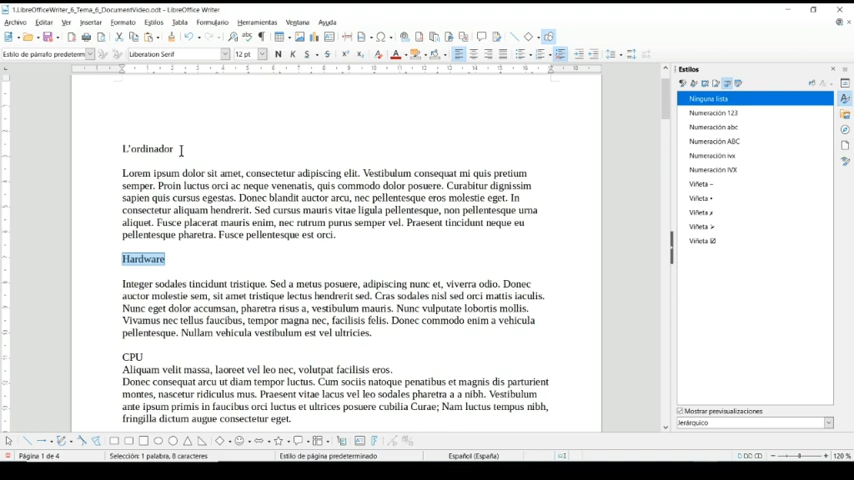 1.LibreOfficeWriter_6_Tema_6_DocumentVideo.odt - LibreOffice Writer
Archivo Editar Ver Insertar Formato Estilos Tabla Formulario Herramientas Ventana Ayuda
Estilo de párrafo predetermi Liberation Serif 12 pt N K S S
Estilos
Ninguna lista
Numeración 123
Numeración abc
Numeración ABC
Numeración ivx
Numeración IVX
Viñeta –
Viñeta •
Viñeta ✗
Viñeta ➢
Viñeta ☑
Mostrar previsualizaciones
Jerárquico
L'ordinador
Lorem ipsum dolor sit amet, consectetur adipiscing elit. Vestibulum consequat mi quis pretium
semper. Proin luctus orci ac neque venenatis, quis commodo dolor posuere. Curabitur dignissim
sapien quis cursus egestas. Donec blandit auctor arcu, nec pellentesque eros molestie eget. In
consectetur aliquam hendrerit. Sed cursus mauris vitae ligula pellentesque, non pellentesque urna
aliquet. Fusce placerat mauris enim, nec rutrum purus semper vel. Praesent tincidunt neque eu
pellentesque pharetra. Fusce pellentesque est orci.
Hardware
Integer sodales tincidunt tristique. Sed a metus posuere, adipiscing nunc et, viverra odio. Donec
auctor molestie sem, sit amet tristique lectus hendrerit sed. Cras sodales nisl sed orci mattis iaculis.
Nunc eget dolor accumsan, pharetra risus a, vestibulum mauris. Nunc vulputate lobortis mollis.
Vivamus nec tellus faucibus, tempor magna nec, facilisis felis. Donec commodo enim a vehicula
pellentesque. Nullam vehicula vestibulum est vel ultricies.
CPU
Aliquam velit massa, laoreet vel leo nec, volutpat facilisis eros.
Donec consequat arcu ut diam tempor luctus. Cum sociis natoque penatibus et magnis dis parturient
montes, nascetur ridiculus mus. Praesent vitae lacus vel leo sodales pharetra a a nibh. Vestibulum
ante ipsum primis in faucibus orci luctus et ultrices posuere cubilia Curae; Nam luctus tempus nibh,
fringilla dictum augue consectetur eget.
Página 1 de 4 Selección: 1 palabra, 8 caracteres Estilo de página predeterminado Español (España) 120 %